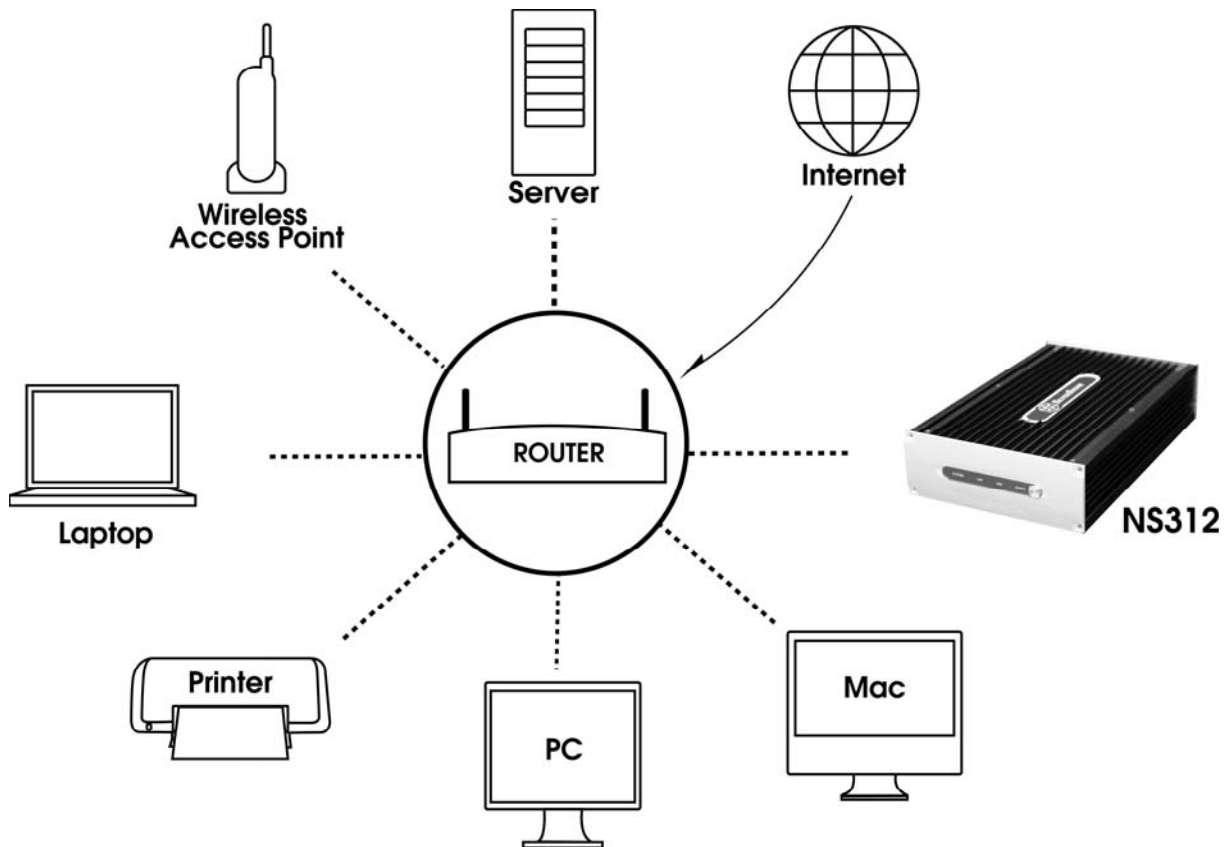 Wireless
Access Point
Server
Internet
ROUTER
Laptop
NS312
Printer
PC
Mac